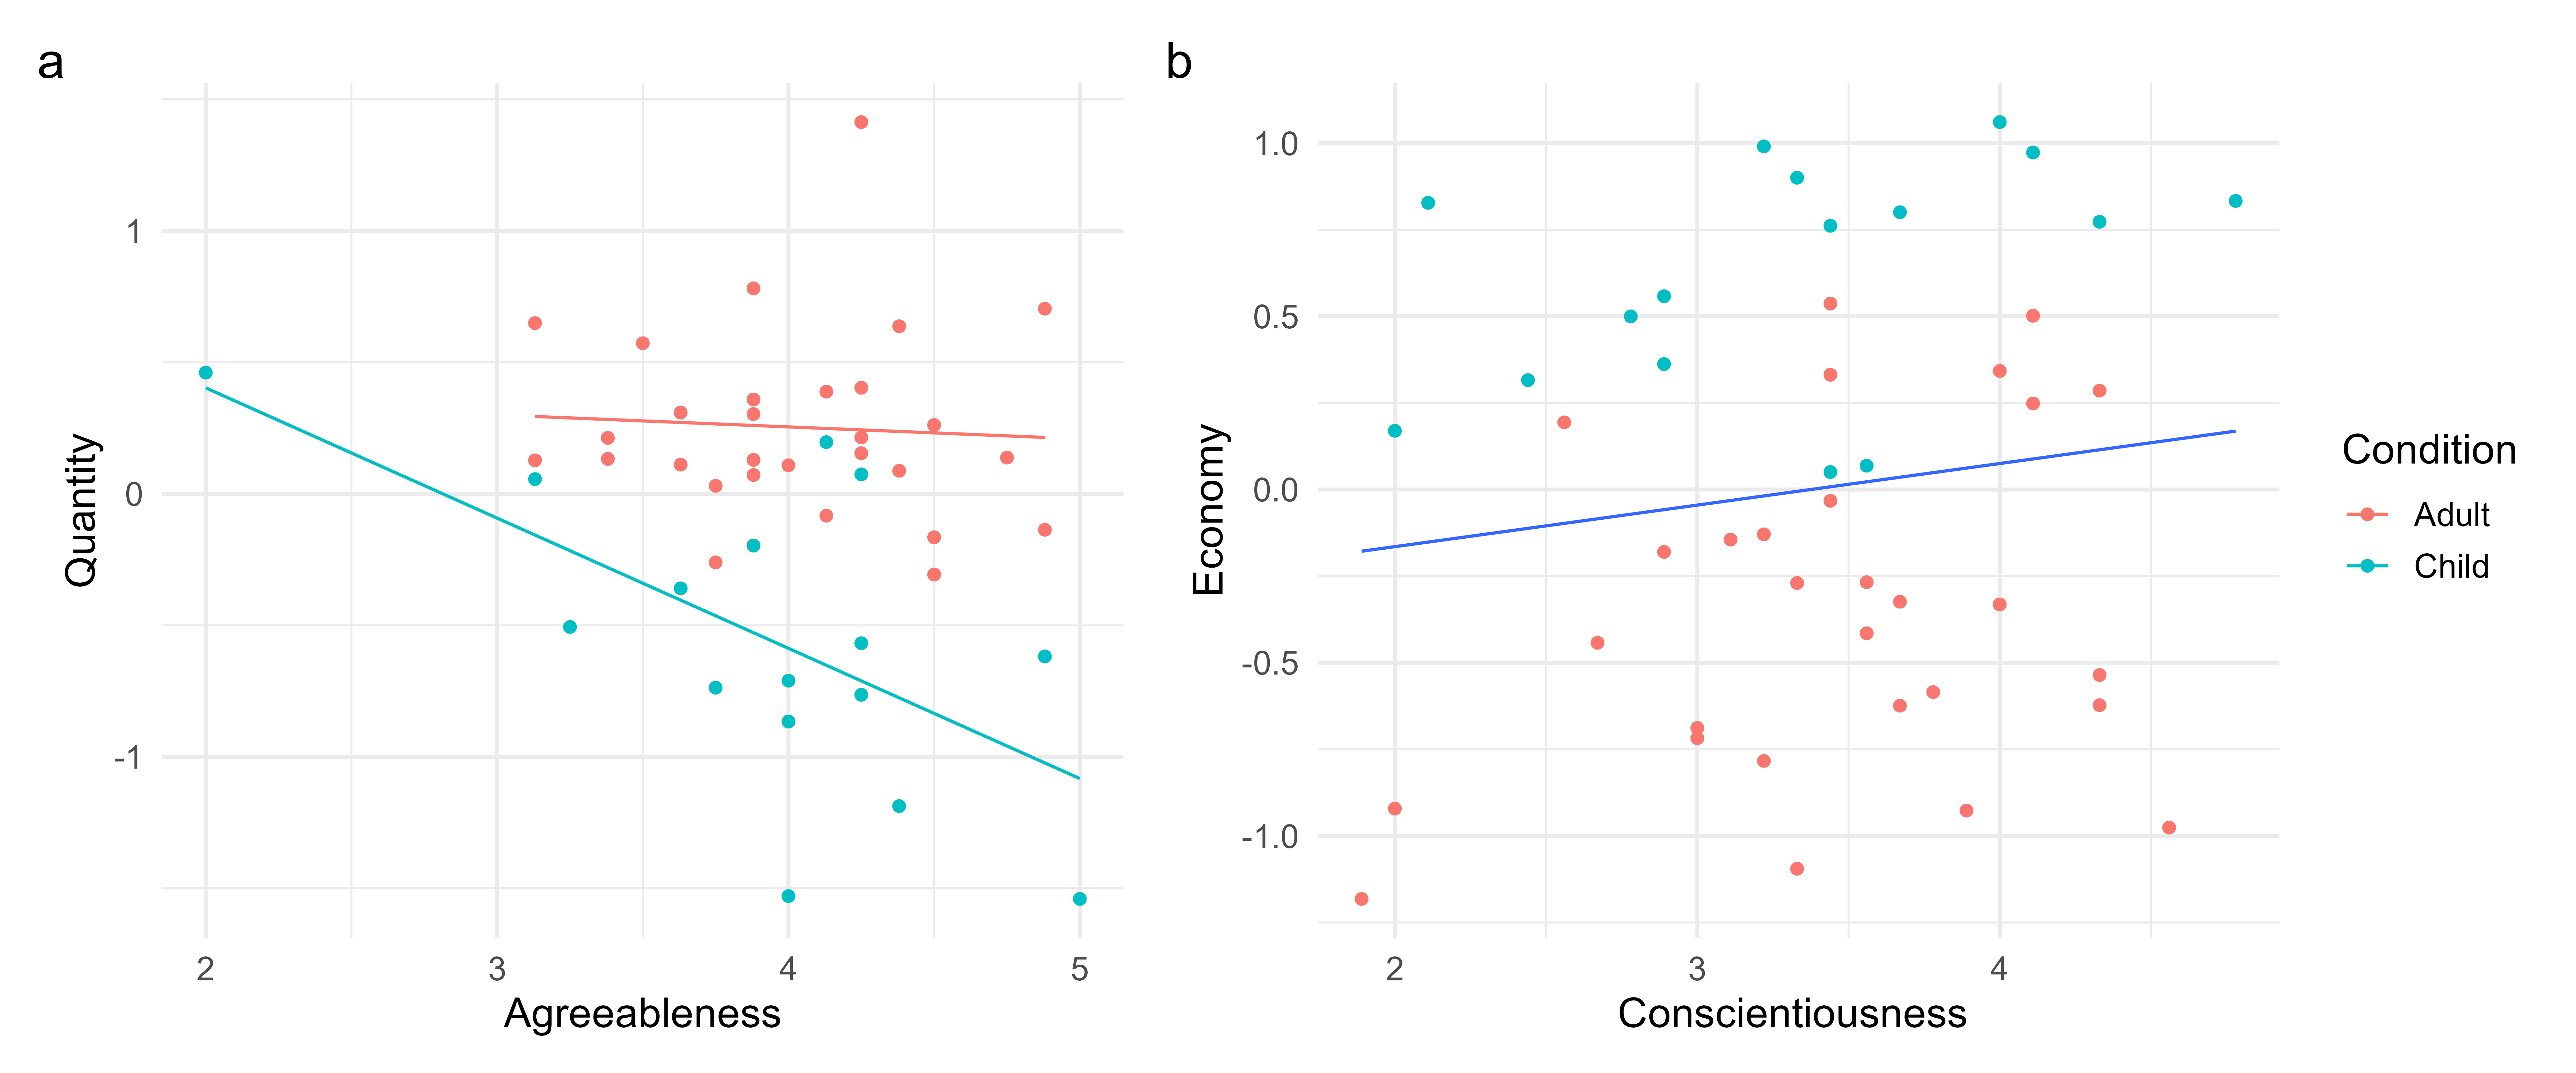 a
Quantity
1
0
-1
2 3 4 5
Agreeableness
b
Economy
1.0
0.5
0.0
-0.5
-1.0
2 3 4
Conscientiousness
Condition
Adult
Child